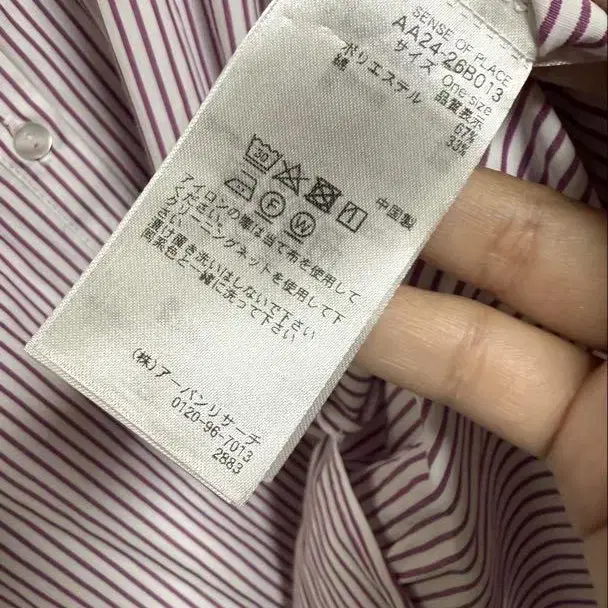 SENSE OF PLACE
AA24-26B013
サイズ One size
品質表示
ポリエステル 67%
綿 33%
30
F W
中国製
アイロンの際は当て布を使用して
ください。
クリーニングネットを使用して下
さい。
漬け置き洗いはしないで下さい
同系色と一緒に洗って下さい
(株)アーバンリサーチ
0120-96-7013
2883